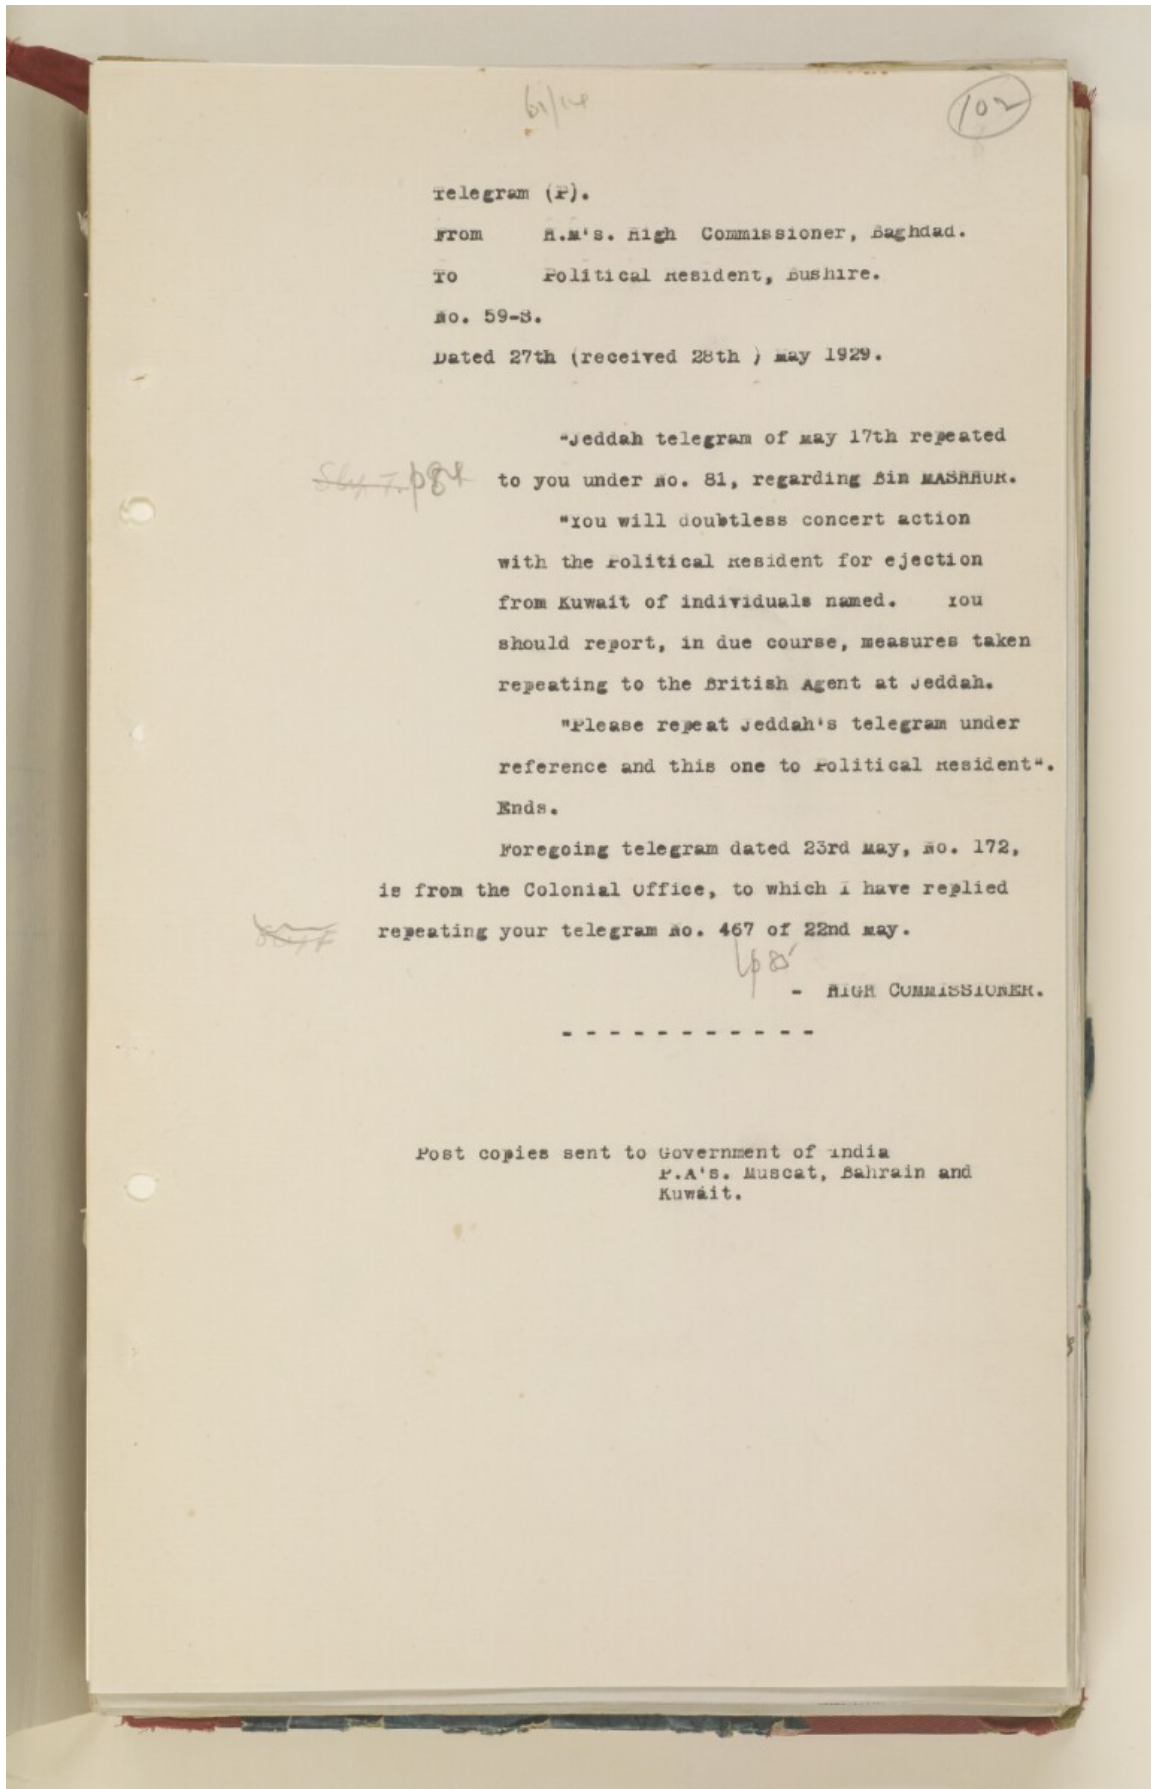 61/14
102
Telegram (P).
From H.M's. High Commissioner, Baghdad.
To Political Resident, Bushire.
No. 59-S.
Dated 27th (received 28th ) May 1929.
"Jeddah telegram of May 17th repeated
p 84 to you under No. 81, regarding Bin MASHHUR.
"You will doubtless concert action
with the Political Resident for ejection
from Kuwait of individuals named. You
should report, in due course, measures taken
repeating to the British Agent at Jeddah.
"Please repeat Jeddah's telegram under
reference and this one to Political Resident".
Ends.
Foregoing telegram dated 23rd May, No. 172,
is from the Colonial Office, to which I have replied
repeating your telegram No. 467 of 22nd May.
p 85
- HIGH COMMISSIONER.
- - - - - - - - - - -
Post copies sent to Government of India
P.A's. Muscat, Bahrain and
Kuwait.